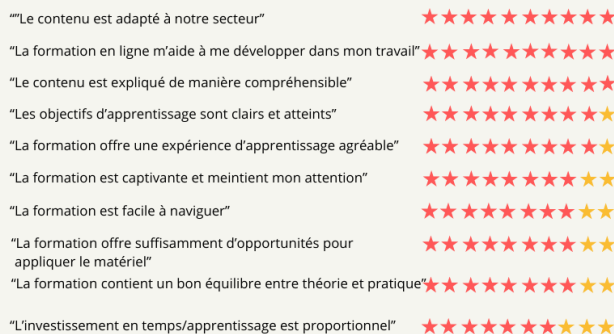 “”Le contenu est adapté à notre secteur”
“La formation en ligne m’aide à me développer dans mon travail”
“Le contenu est expliqué de manière compréhensible”
“Les objectifs d’apprentissage sont clairs et atteints”
“La formation offre une expérience d’apprentissage agréable”
“La formation est captivante et meintient mon attention”
“La formation est facile à naviguer”
“La formation offre suffisamment d’opportunités pour
appliquer le matériel”
“La formation contient un bon équilibre entre théorie et pratique”
“L’investissement en temps/apprentissage est proportionnel”